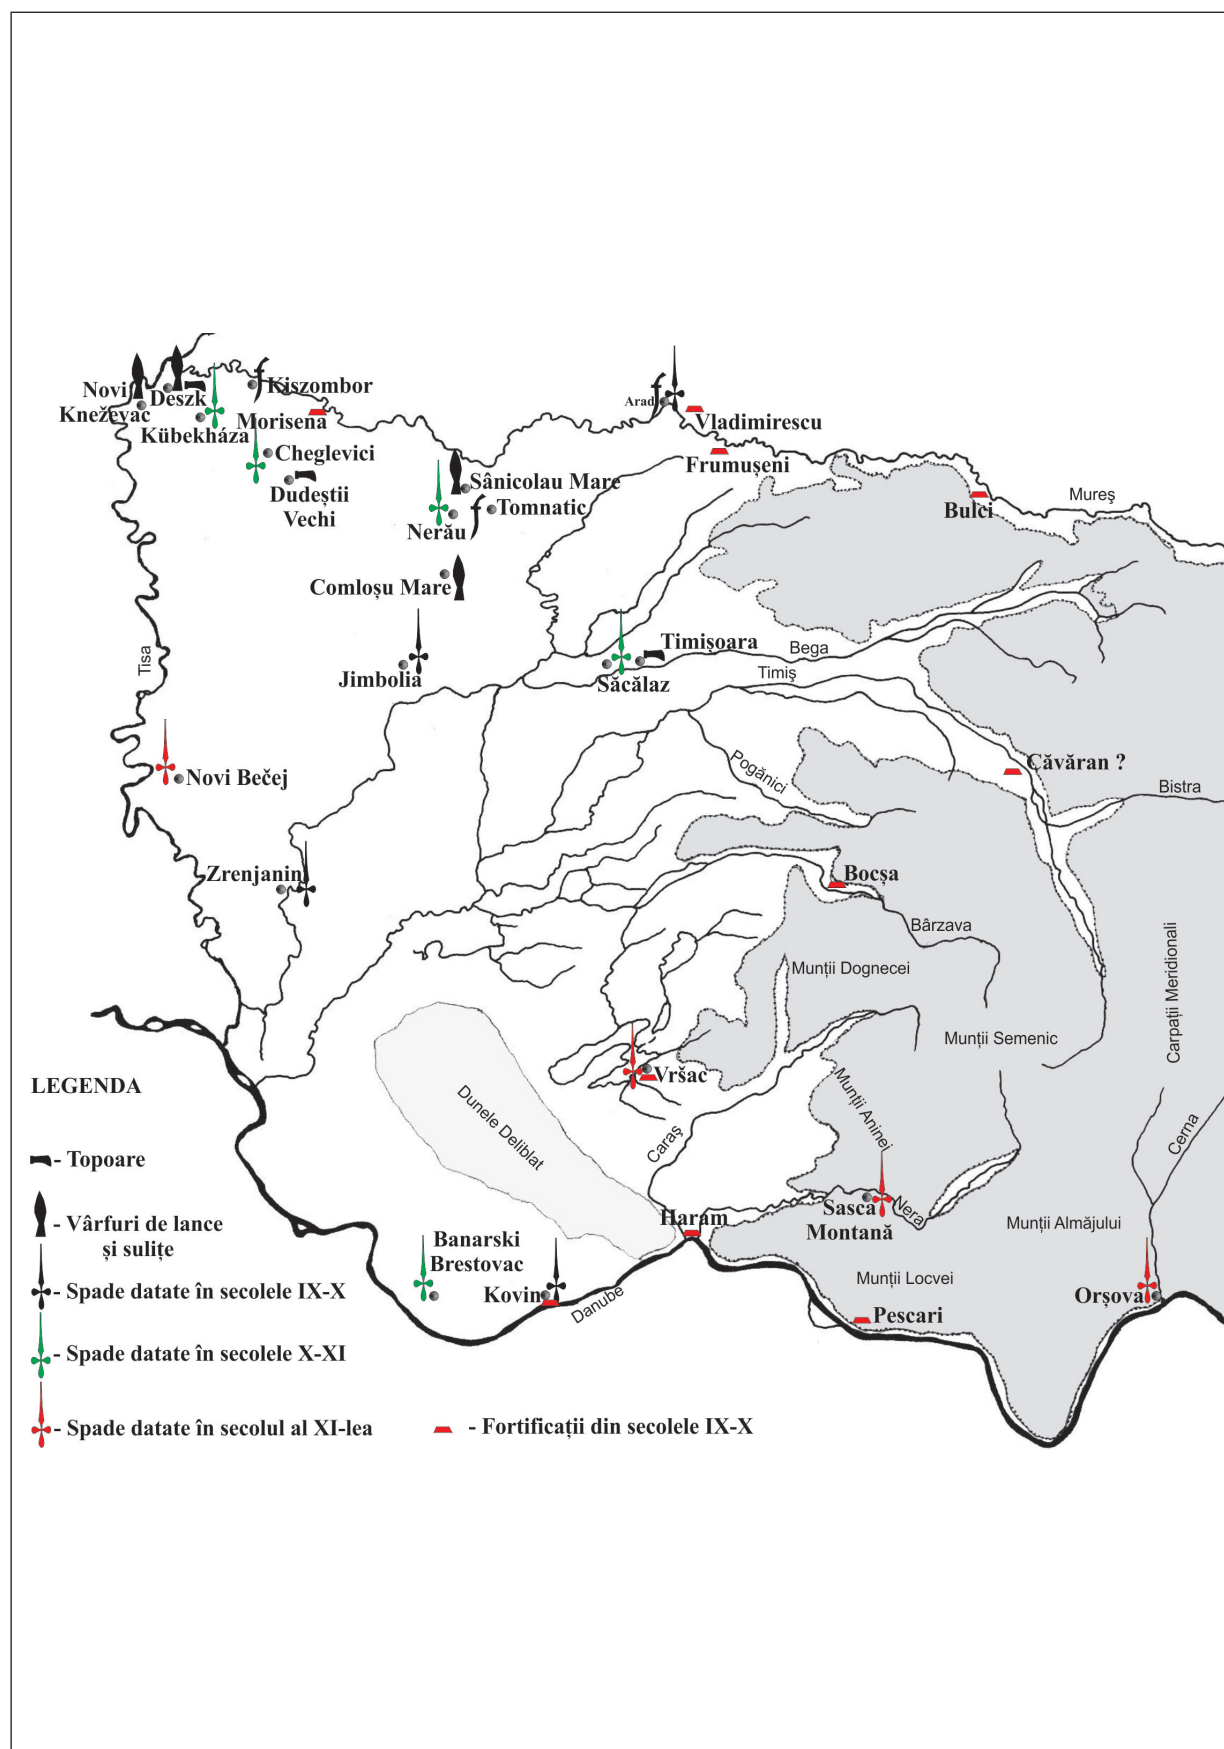 Novi
Kneževac
Deszk
Kiszombor
Kübekháza
Morisena
Cheglevici
Dudeștii
Vechi
Arad
Vladimirescu
Frumușeni
Sânicolau Mare
Tomnatic
Nerău
Bulci
Mureş
Comloșu Mare
Jimbolia
Tisa
Timișoara
Săcălaz
Bega
Timiş
Novi Bečej
Pogănici
Căvăran ?
Bistra
Zrenjanin
Bocșa
Bârzava
Munții Dognecei
Munții Semenic
Carpații Meridionali
Vršac
Dunele Deliblat
Caraş
Munții Aninei
Cerna
Haram
Sasca
Montană
Nera
Munții Almăjului
Munții Locvei
Banarski
Brestovac
Kovin
Danube
Pescari
Orșova
LEGENDA
- Topoare
- Vârfuri de lance
și sulițe
- Spade datate în secolele IX-X
- Spade datate în secolele X-XI
- Spade datate în secolul al XI-lea
- Fortificații din secolele IX-X